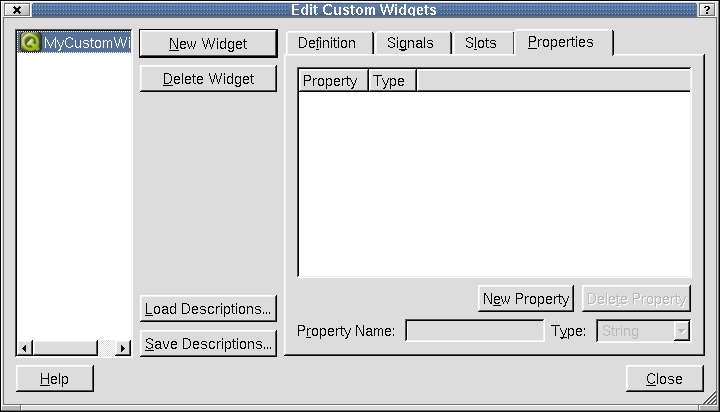 Edit Custom Widgets
?
MyCustomWi
New Widget
Delete Widget
Load Descriptions...
Save Descriptions...
Definition
Signals
Slots
Properties
Property Type
New Property
Delete Property
Property Name:
Type:
String
Help
Close